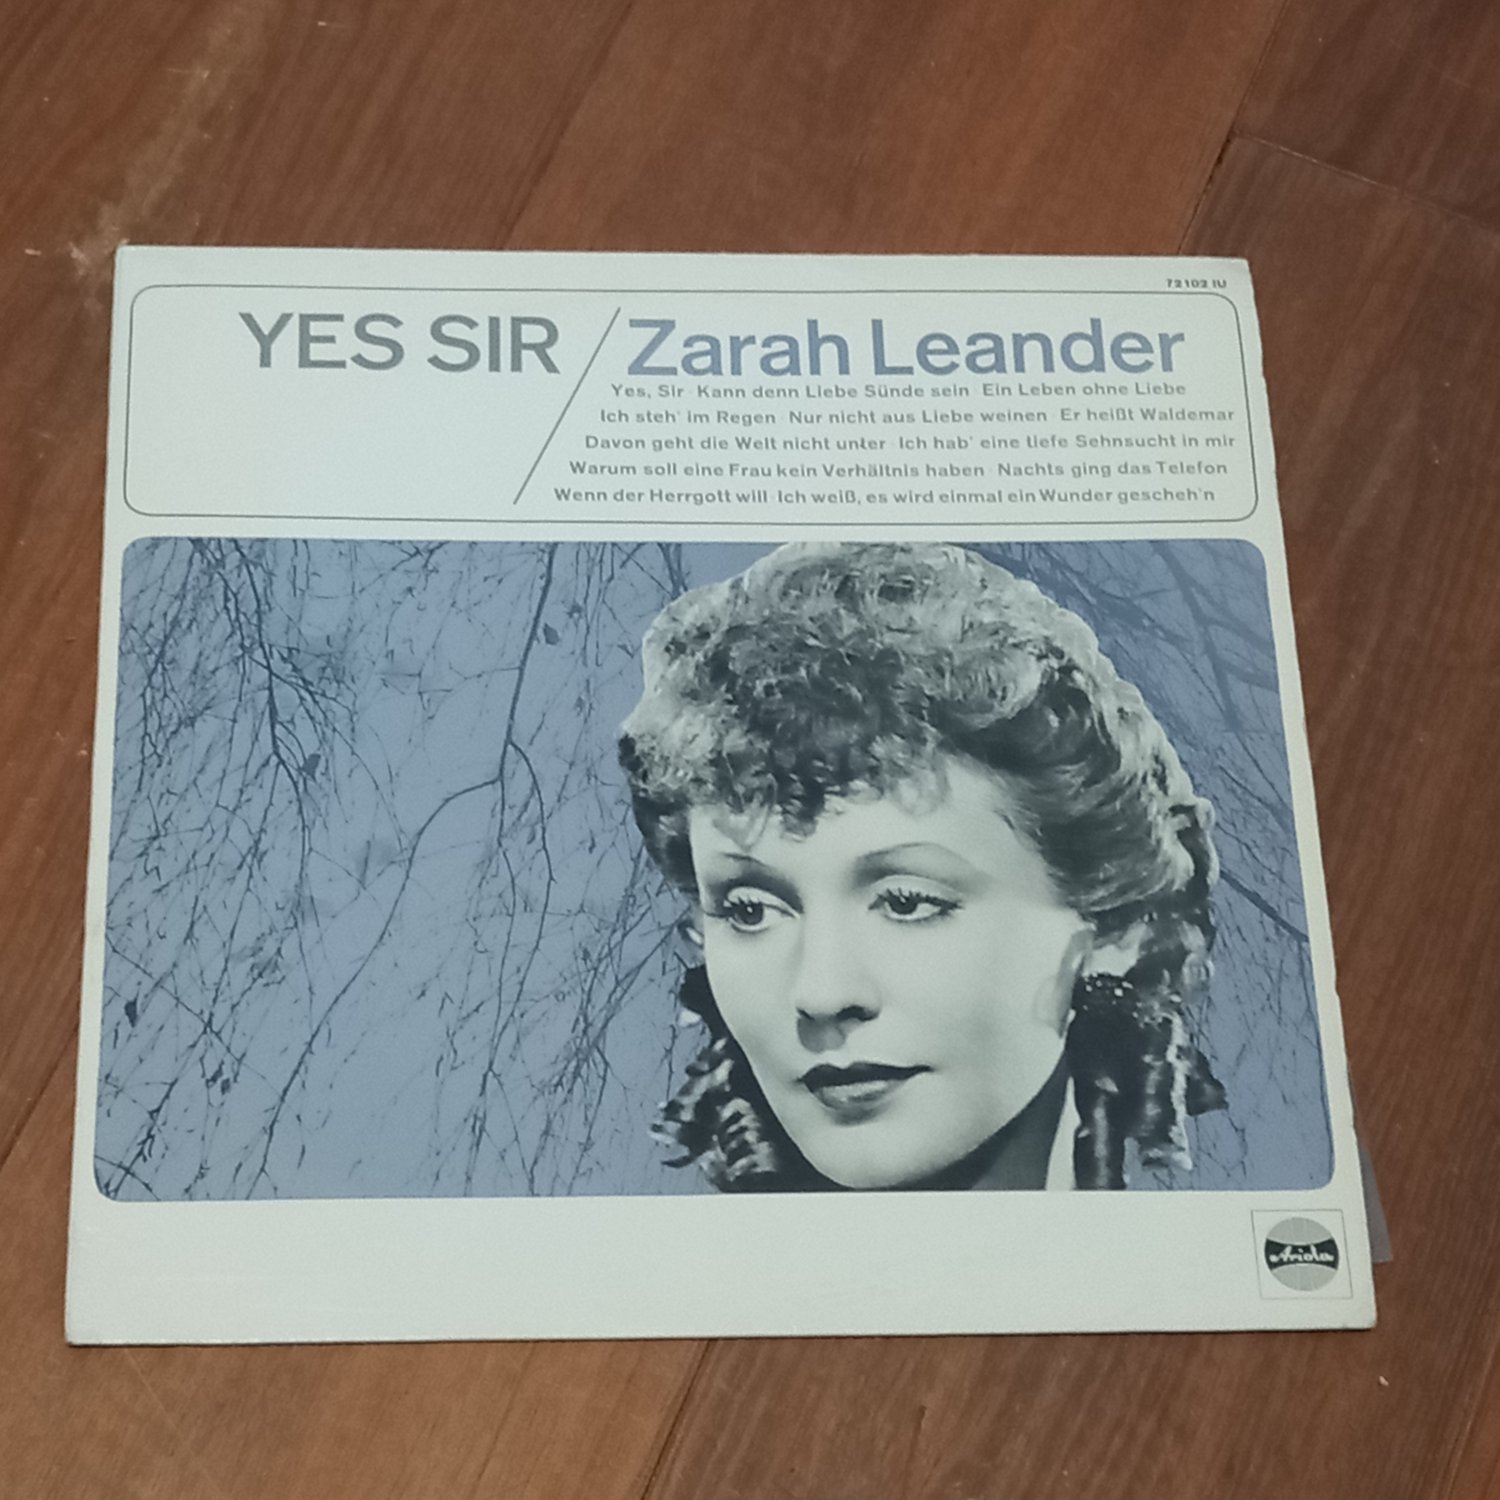 72102 IU
YES SIR / Zarah Leander
Yes, Sir · Kann denn Liebe Sünde sein · Ein Leben ohne Liebe
Ich steh' im Regen · Nur nicht aus Liebe weinen · Er heißt Waldemar
Davon geht die Welt nicht unter · Ich hab' eine tiefe Sehnsucht in mir
Warum soll eine Frau kein Verhältnis haben · Nachts ging das Telefon
Wenn der Herrgott will · Ich weiß, es wird einmal ein Wunder gescheh'n
Ariola